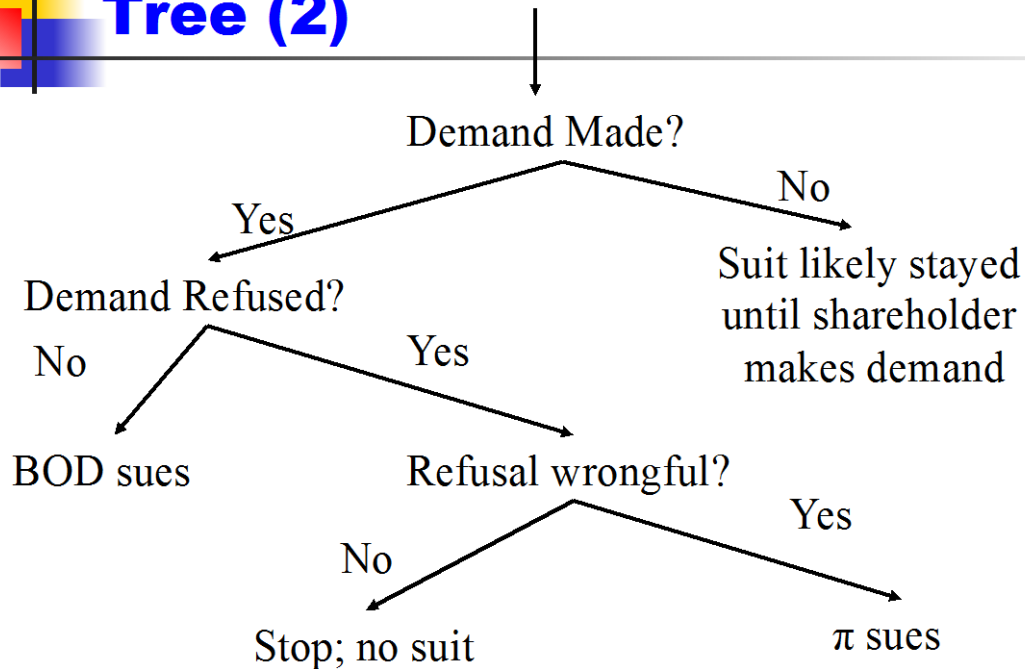 Tree (2)
Demand Made?
No
Yes
Suit likely stayed
until shareholder
makes demand
Demand Refused?
No
Yes
BOD sues
Refusal wrongful?
Yes
No
Stop; no suit
π sues